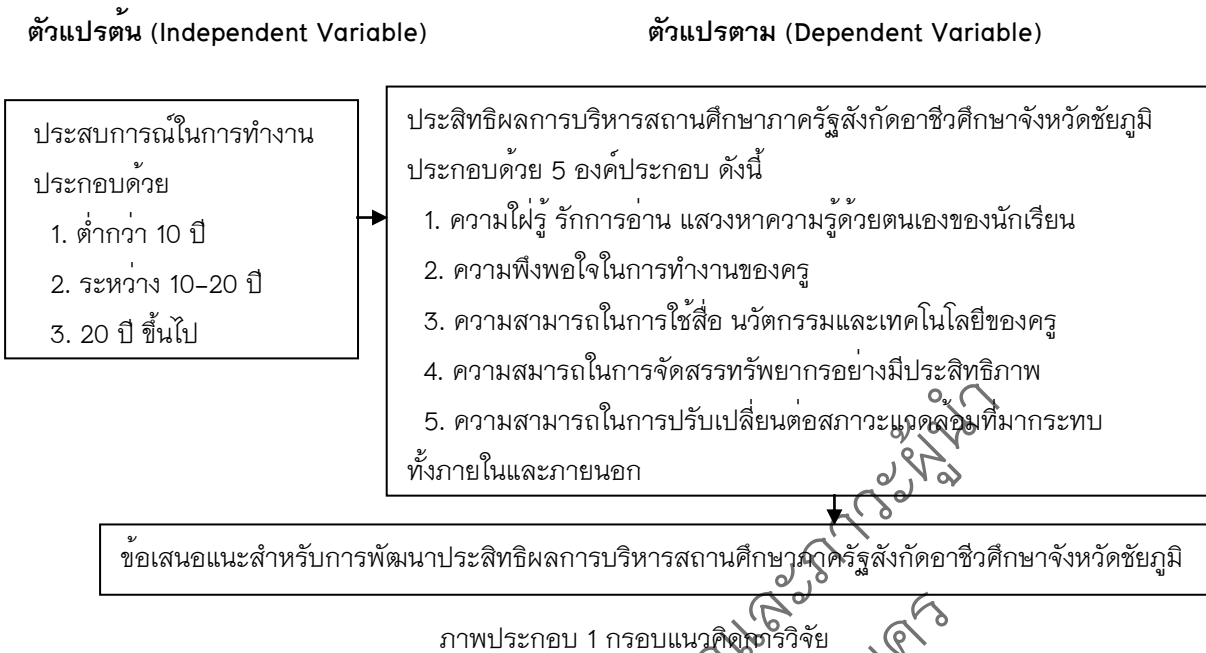 ตัวแปรต้น (Independent Variable)
ตัวแปรตาม (Dependent Variable)
ประสบการณ์ในการทำงาน
ประกอบด้วย
1. ต่ำกว่า 10 ปี
2. ระหว่าง 10-20 ปี
3. 20 ปี ขึ้นไป
ประสิทธิผลการบริหารสถานศึกษาภาครัฐสังกัดอาชีวศึกษาจังหวัดชัยภูมิ
ประกอบด้วย 5 องค์ประกอบ ดังนี้
1. ความใฝ่รู้ รักการอ่าน แสวงหาความรู้ด้วยตนเองของนักเรียน
2. ความพึงพอใจในการทำงานของครู
3. ความสามารถในการใช้สื่อ นวัตกรรมและเทคโนโลยีของครู
4. ความสมารถในการจัดสรรทรัพยากรอย่างมีประสิทธิภาพ
5. ความสามารถในการปรับเปลี่ยนต่อสภาวะแวดล้อมที่มากระทบ
ทั้งภายในและภายนอก
ข้อเสนอแนะสำหรับการพัฒนาประสิทธิผลการบริหารสถานศึกษาภาครัฐสังกัดอาชีวศึกษาจังหวัดชัยภูมิ
ภาพประกอบ 1 กรอบแนวคิดการวิจัย
และภาวะผู้นำ